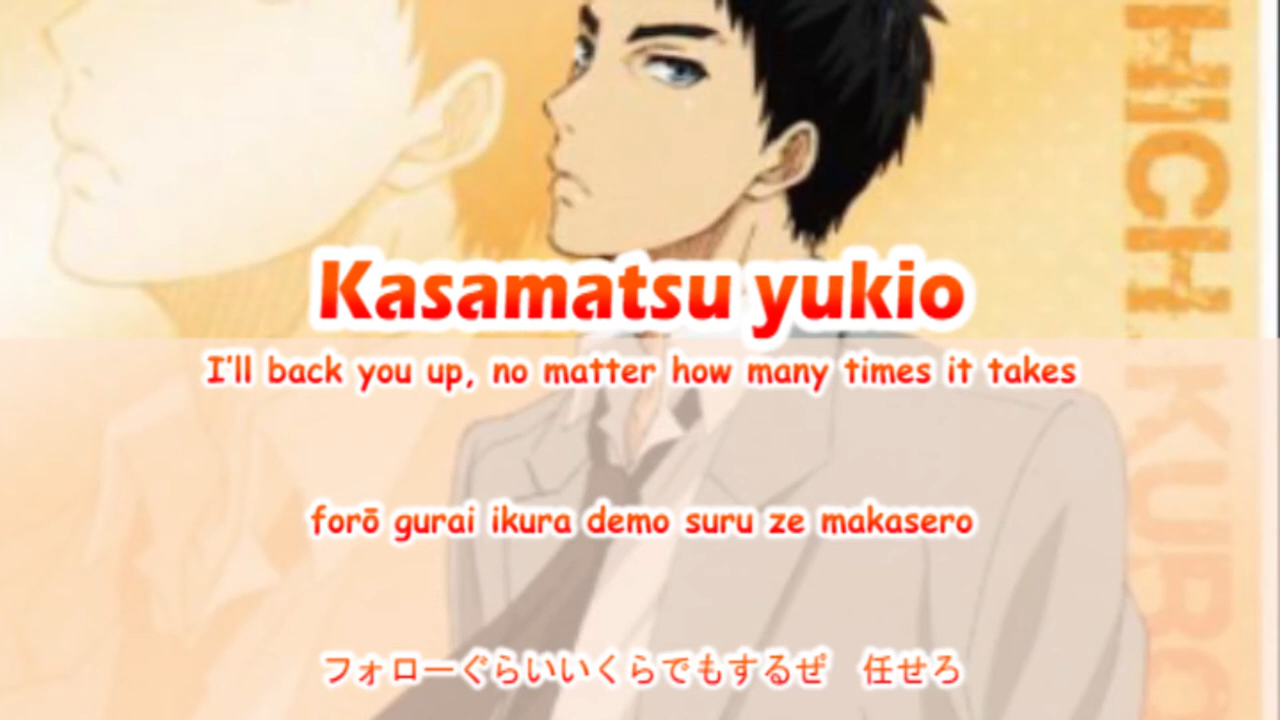 Kasamatsu yukio
I'll back you up, no matter how many times it takes
forō gurai ikura demo suru ze makasero
フォローぐらいいくらでもするぜ　任せろ
HICH KUBO